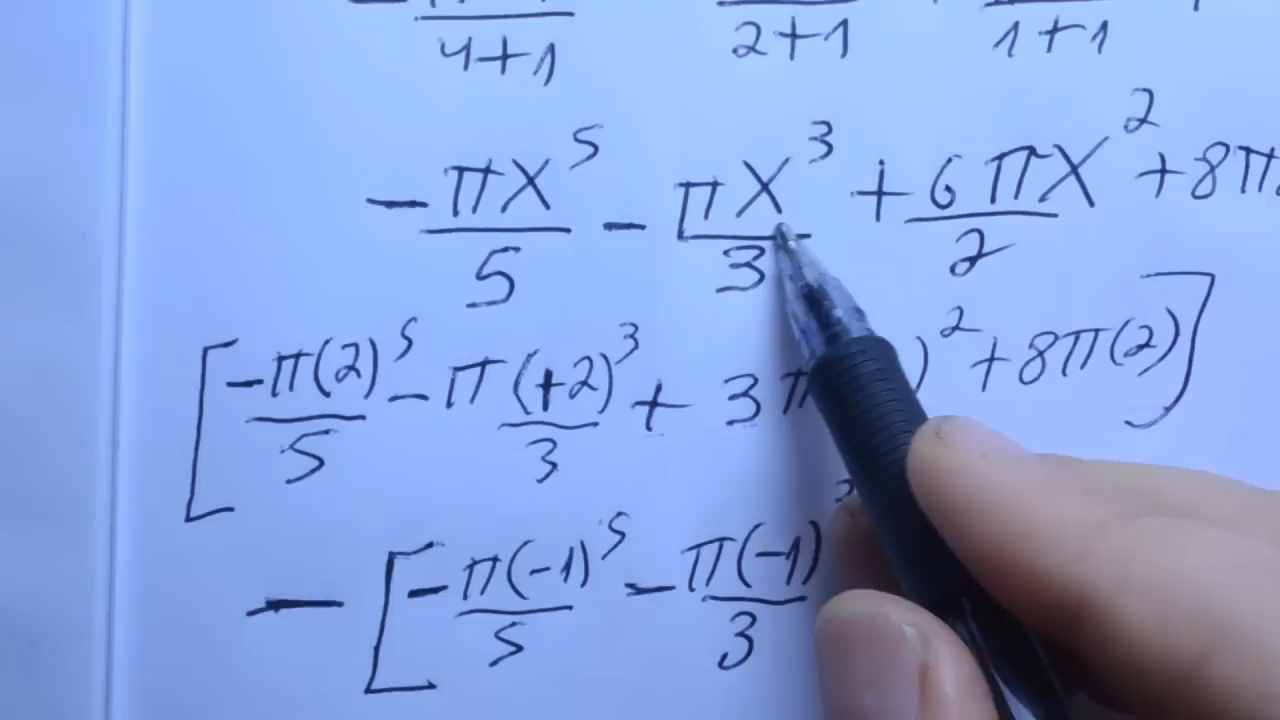 4+1 2+1 1+1
-πX^5/5 - πX^3/3 + 6πX^2/2 + 8π
[-π(2)^5/5 - π(+2)^3/3 + 3π )^2 + 8π(2)]
- [-π(-1)^5/5 - π(-1)/3